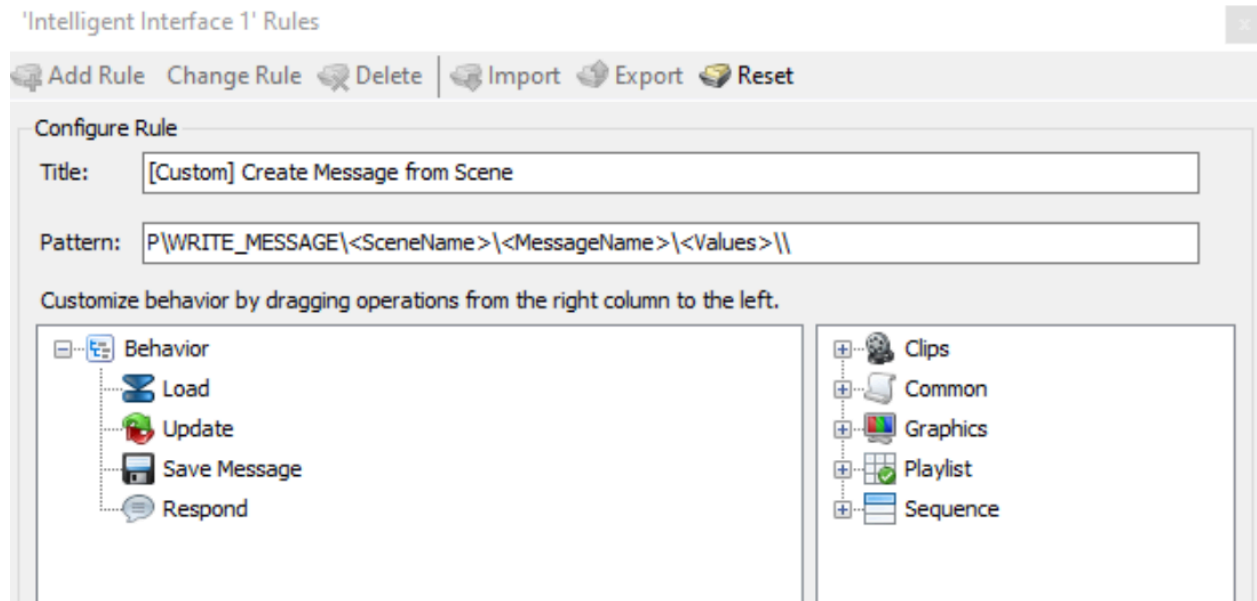 'Intelligent Interface 1' Rules
Add Rule Change Rule Delete Import Export Reset
Configure Rule
Title: [Custom] Create Message from Scene
Pattern: P\WRITE_MESSAGE\<SceneName>\<MessageName>\<Values>\\
Customize behavior by dragging operations from the right column to the left.
Behavior
Load
Update
Save Message
Respond
Clips
Common
Graphics
Playlist
Sequence